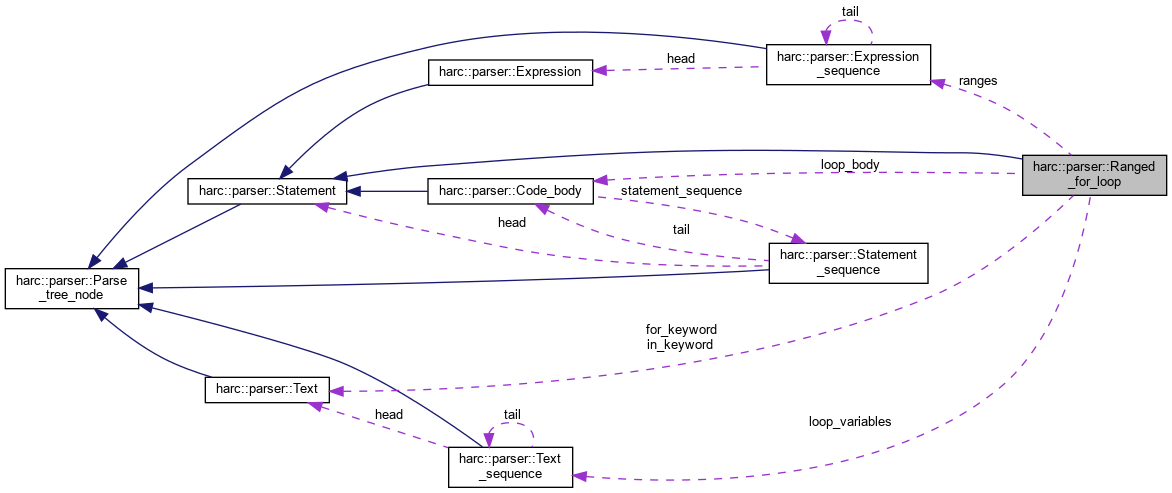 tail
harc::parser::Expression
_sequence
head
harc::parser::Expression
ranges
harc::parser::Ranged
_for_loop
loop_body
harc::parser::Statement
harc::parser::Code_body
statement_sequence
head
tail
harc::parser::Statement
_sequence
harc::parser::Parse
_tree_node
for_keyword
in_keyword
harc::parser::Text
head
tail
loop_variables
harc::parser::Text
_sequence